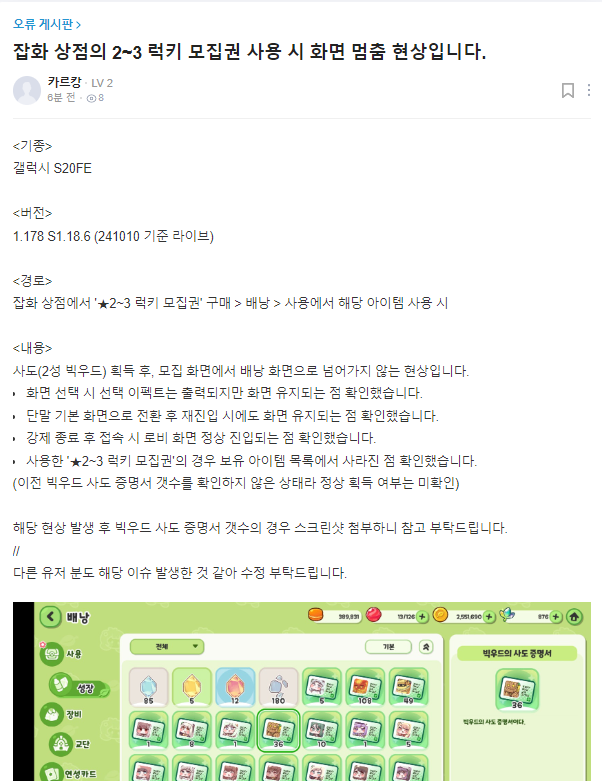 오류 게시판 >
잡화 상점의 2~3 럭키 모집권 사용 시 화면 멈춤 현상입니다.
카르캉 · LV 2
6분 전 · 8
<기종>
갤럭시 S20FE
<버전>
1.178 S1.18.6 (241010 기준 라이브)
<경로>
잡화 상점에서 '★2~3 럭키 모집권' 구매 > 배낭 > 사용에서 해당 아이템 사용 시
<내용>
사도(2성 빅우드) 획득 후, 모집 화면에서 배낭 화면으로 넘어가지 않는 현상입니다.
• 화면 선택 시 선택 이펙트는 출력되지만 화면 유지되는 점 확인했습니다.
• 단말 기본 화면으로 전환 후 재진입 시에도 화면 유지되는 점 확인했습니다.
• 강제 종료 후 접속 시 로비 화면 정상 진입되는 점 확인했습니다.
• 사용한 '★2~3 럭키 모집권'의 경우 보유 아이템 목록에서 사라진 점 확인했습니다.
(이전 빅우드 사도 증명서 갯수를 확인하지 않은 상태라 정상 획득 여부는 미확인)
해당 현상 발생 후 빅우드 사도 증명서 갯수의 경우 스크린샷 첨부하니 참고 부탁드립니다.
//
다른 유저 분도 해당 이슈 발생한 것 같아 수정 부탁드립니다.
배낭 389,831 13/126 2,551,690 876
사용 전체 기본 빅우드의 사도 증명서
성장 85 5 12 180 5 108 49 36
장비 1 8 1 36 10 1 5 빅우드의 사도 증명서이다.
교단
연성카드